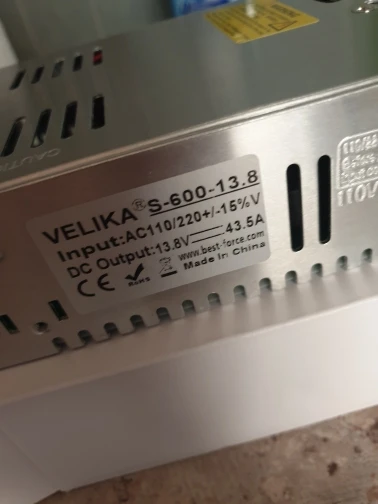 VELIKA® S-600-13.8
Input:AC110/220+/-15%V
DC Output:13.8V⎓43.5A
www.best-force.com
CE RoHS Made in China
110V
CAUTION